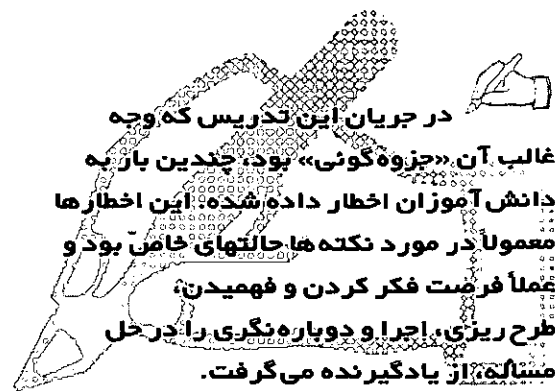 در جریان این تدریس که وجه
غالب آن «جزوه‌گوئی» بود، چندین بار به
دانش‌آموزان اخطار داده شده. این اخطارها
معمولاً در مورد نکته‌ها حالتهای خاصّ بود و
عملاً فرصت فکر کردن و فهمیدن،
طرح‌ریزی، اجرا و دوباره‌نگری را در حل
مسأله، از یادگیرنده می‌گرفت.